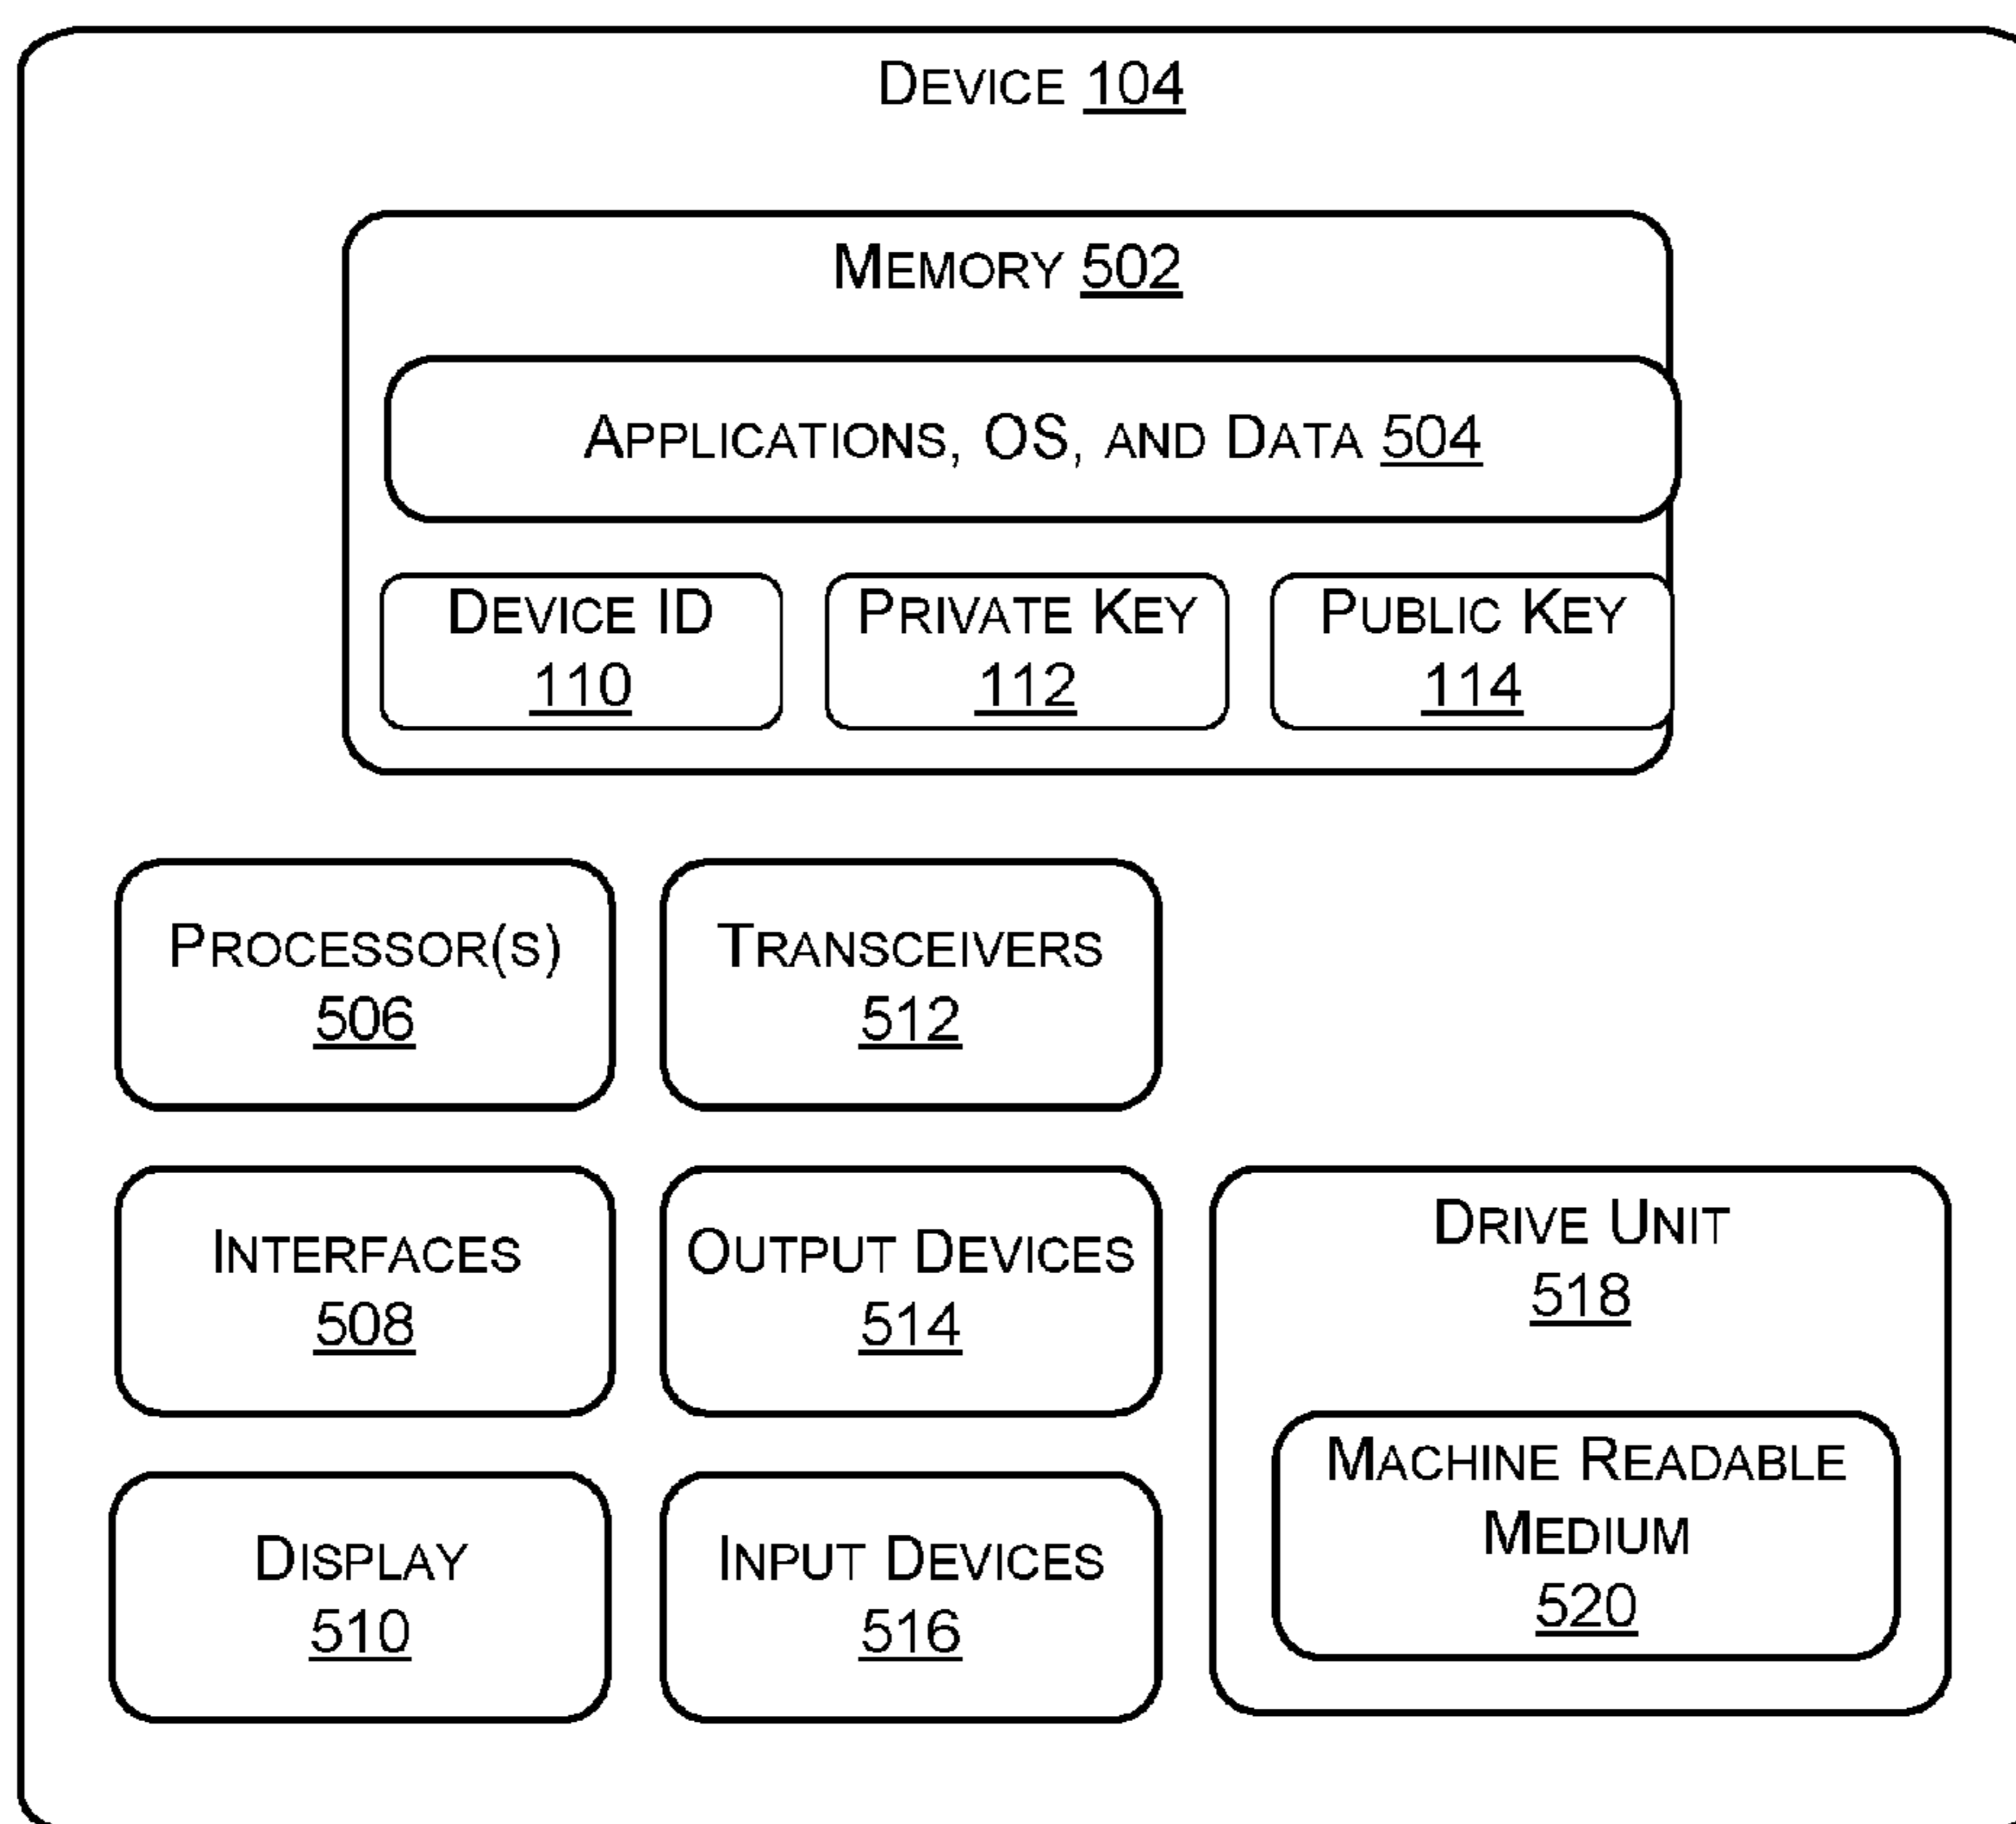 DEVICE 104
MEMORY 502
APPLICATIONS, OS, AND DATA 504
DEVICE ID
110
PRIVATE KEY
112
PUBLIC KEY
114
PROCESSOR(S)
506
TRANSCEIVERS
512
INTERFACES
508
OUTPUT DEVICES
514
DISPLAY
510
INPUT DEVICES
516
DRIVE UNIT
518
MACHINE READABLE
MEDIUM
520